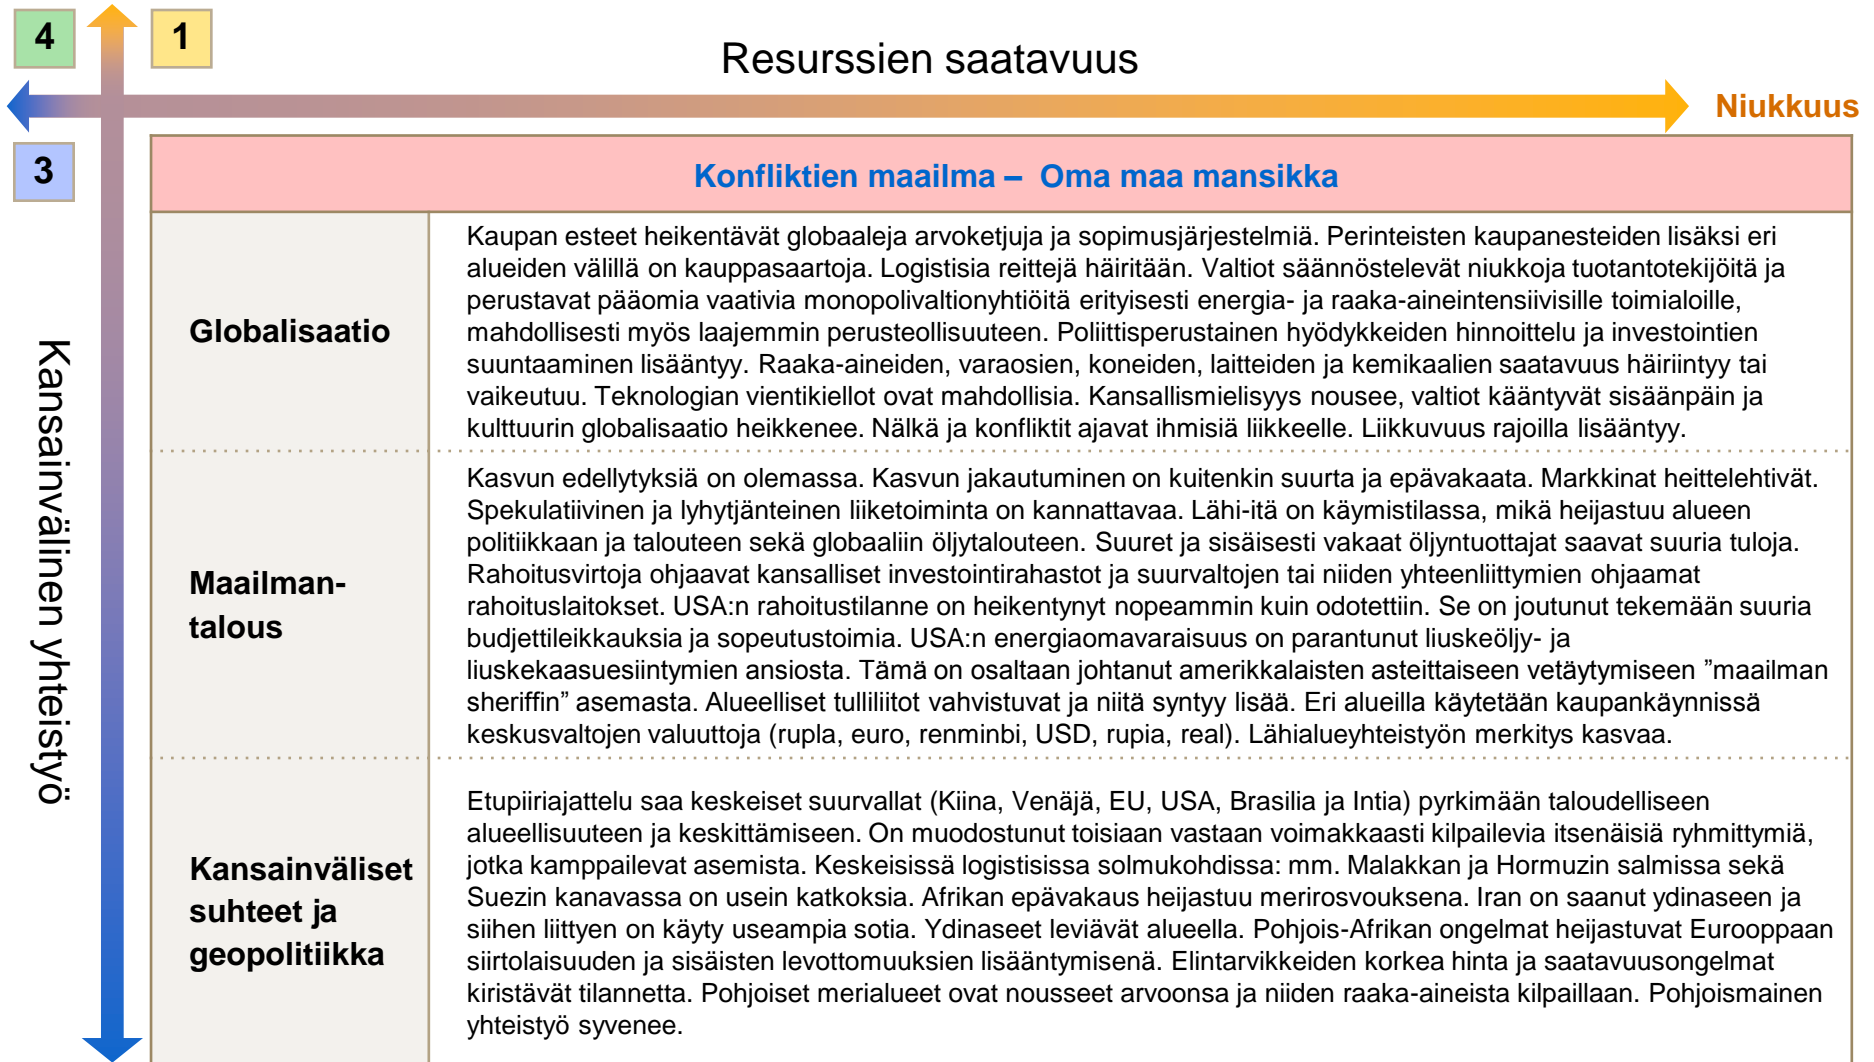 4
1
Resurssien saatavuus
Niukkuus
3
Kansainvälinen yhteistyö
Konfliktien maailma – Oma maa mansikka
Globalisaatio
Kaupan esteet heikentävät globaaleja arvoketjuja ja sopimusjärjestelmiä. Perinteisten kaupanesteiden lisäksi eri
alueiden välillä on kauppasaartoja. Logistisia reittejä häiritään. Valtiot säännöstelevät niukkoja tuotantotekijöitä ja
perustavat pääomia vaativia monopolivaltionyhtiöitä erityisesti energia- ja raaka-aineintensiivisille toimialoille,
mahdollisesti myös laajemmin perusteollisuuteen. Poliittisperustainen hyödykkeiden hinnoittelu ja investointien
suuntaaminen lisääntyy. Raaka-aineiden, varaosien, koneiden, laitteiden ja kemikaalien saatavuus häiriintyy tai
vaikeutuu. Teknologian vientikiellot ovat mahdollisia. Kansallismielisyys nousee, valtiot kääntyvät sisäänpäin ja
kulttuurin globalisaatio heikkenee. Nälkä ja konfliktit ajavat ihmisiä liikkeelle. Liikkuvuus rajoilla lisääntyy.
Maailman-
talous
Kasvun edellytyksiä on olemassa. Kasvun jakautuminen on kuitenkin suurta ja epävakaata. Markkinat heittelehtivät.
Spekulatiivinen ja lyhytjänteinen liiketoiminta on kannattavaa. Lähi-itä on käymistilassa, mikä heijastuu alueen
politiikkaan ja talouteen sekä globaaliin öljytalouteen. Suuret ja sisäisesti vakaat öljyntuottajat saavat suuria tuloja.
Rahoitusvirtoja ohjaavat kansalliset investointirahastot ja suurvaltojen tai niiden yhteenliittymien ohjaamat
rahoituslaitokset. USA:n rahoitustilanne on heikentynyt nopeammin kuin odotettiin. Se on joutunut tekemään suuria
budjettileikkauksia ja sopeutustoimia. USA:n energiaomavaraisuus on parantunut liuskeöljy- ja
liuskekaasuesiintymien ansiosta. Tämä on osaltaan johtanut amerikkalaisten asteittaiseen vetäytymiseen ”maailman
sheriffin” asemasta. Alueelliset tulliliitot vahvistuvat ja niitä syntyy lisää. Eri alueilla käytetään kaupankäynnissä
keskusvaltojen valuuttoja (rupla, euro, renminbi, USD, rupia, real). Lähialueyhteistyön merkitys kasvaa.
Kansainväliset
suhteet ja
geopolitiikka
Etupiiriajattelu saa keskeiset suurvallat (Kiina, Venäjä, EU, USA, Brasilia ja Intia) pyrkimään taloudelliseen
alueellisuuteen ja keskittämiseen. On muodostunut toisiaan vastaan voimakkaasti kilpailevia itsenäisiä ryhmittymiä,
jotka kamppailevat asemista. Keskeisissä logistisissa solmukohdissa: mm. Malakkan ja Hormuzin salmissa sekä
Suezin kanavassa on usein katkoksia. Afrikan epävakaus heijastuu merirosvouksena. Iran on saanut ydinaseen ja
siihen liittyen on käyty useampia sotia. Ydinaseet leviävät alueella. Pohjois-Afrikan ongelmat heijastuvat Eurooppaan
siirtolaisuuden ja sisäisten levottomuuksien lisääntymisenä. Elintarvikkeiden korkea hinta ja saatavuusongelmat
kiristävät tilannetta. Pohjoiset merialueet ovat nousseet arvoonsa ja niiden raaka-aineista kilpaillaan. Pohjoismainen
yhteistyö syvenee.